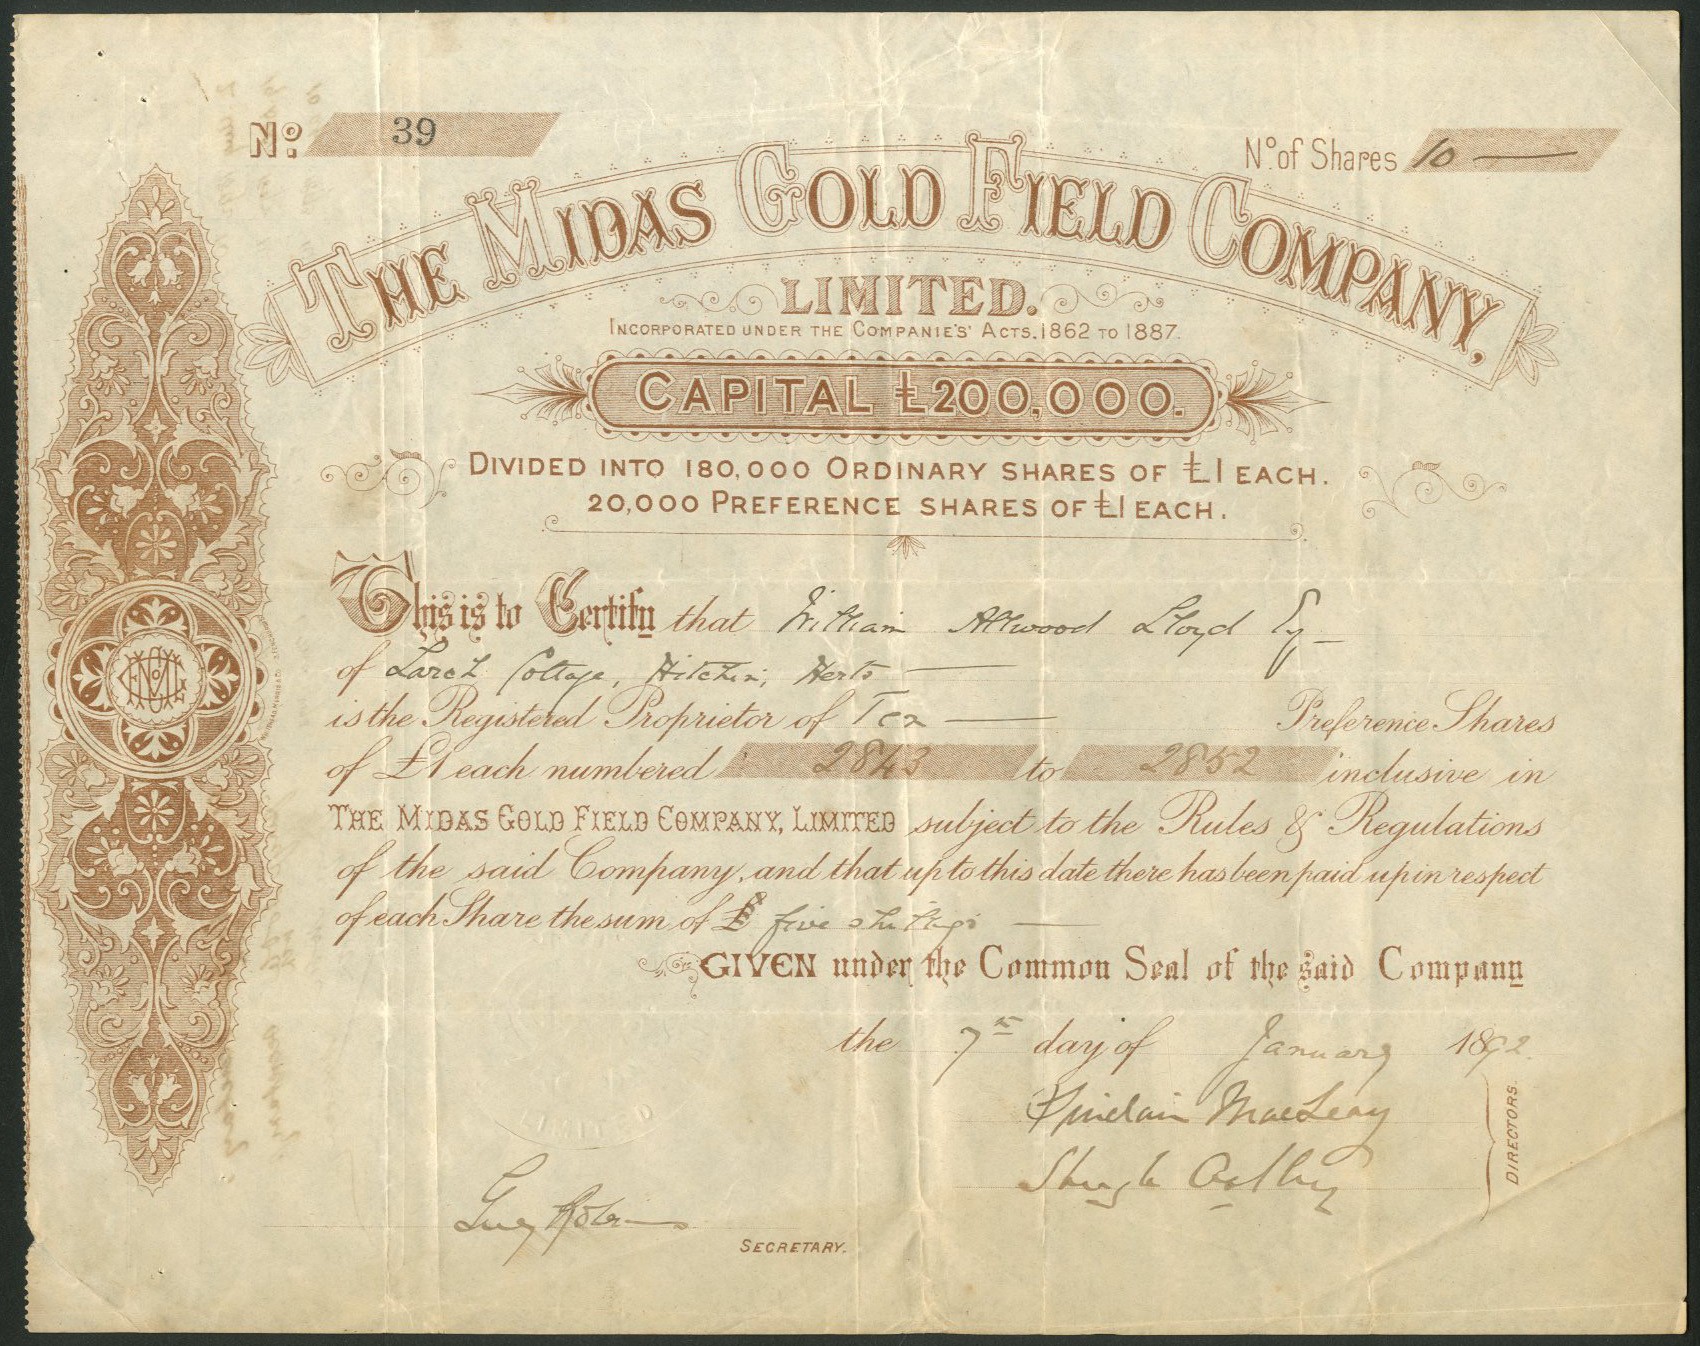 No. 39
No. of Shares 10
THE MIDAS GOLD FIELD COMPANY,
LIMITED.
INCORPORATED UNDER THE COMPANIE'S' ACTS. 1862 TO 1887.
CAPITAL £200,000.
DIVIDED INTO 180,000 ORDINARY SHARES OF £1 EACH.
20,000 PREFERENCE SHARES OF £1 EACH.
This is to Certify that William Attwood Lloyd Esq
of Larch Cottage, Hitchin, Herts
is the Registered Proprietor of Ten Preference Shares
of £1 each numbered 2843 to 2852 inclusive in
THE MIDAS GOLD FIELD COMPANY, LIMITED subject to the Rules & Regulations
of the said Company, and that up to this date there has been paid up in respect
of each Share the sum of £ five shillings
GIVEN under the Common Seal of the said Company
the 7th day of January 1892.
Sinclair MacLeay
Hugh
DIRECTORS.
Guy
SECRETARY.
LIMITED